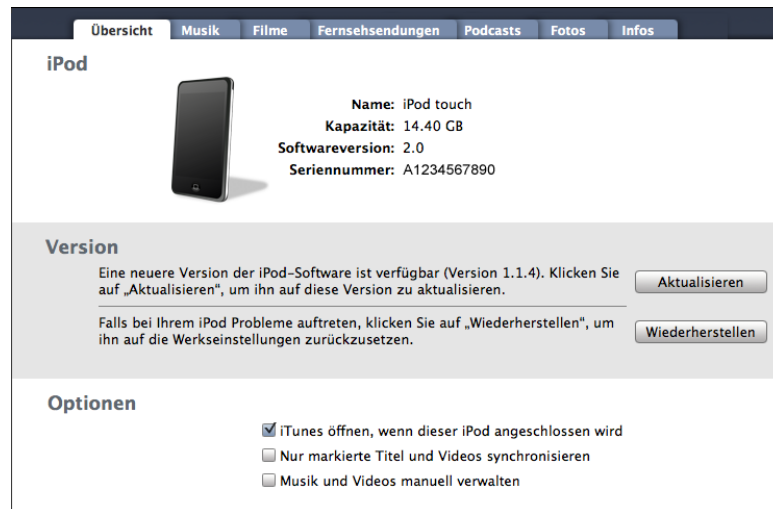 Übersicht Musik Filme Fernsehsendungen Podcasts Fotos Infos
iPod
Name: iPod touch
Kapazität: 14.40 GB
Softwareversion: 2.0
Seriennummer: A1234567890
Version
Eine neuere Version der iPod-Software ist verfügbar (Version 1.1.4). Klicken Sie
auf „Aktualisieren“, um ihn auf diese Version zu aktualisieren.
Aktualisieren
Falls bei Ihrem iPod Probleme auftreten, klicken Sie auf „Wiederherstellen“, um
ihn auf die Werkseinstellungen zurückzusetzen.
Wiederherstellen
Optionen
iTunes öffnen, wenn dieser iPod angeschlossen wird
Nur markierte Titel und Videos synchronisieren
Musik und Videos manuell verwalten